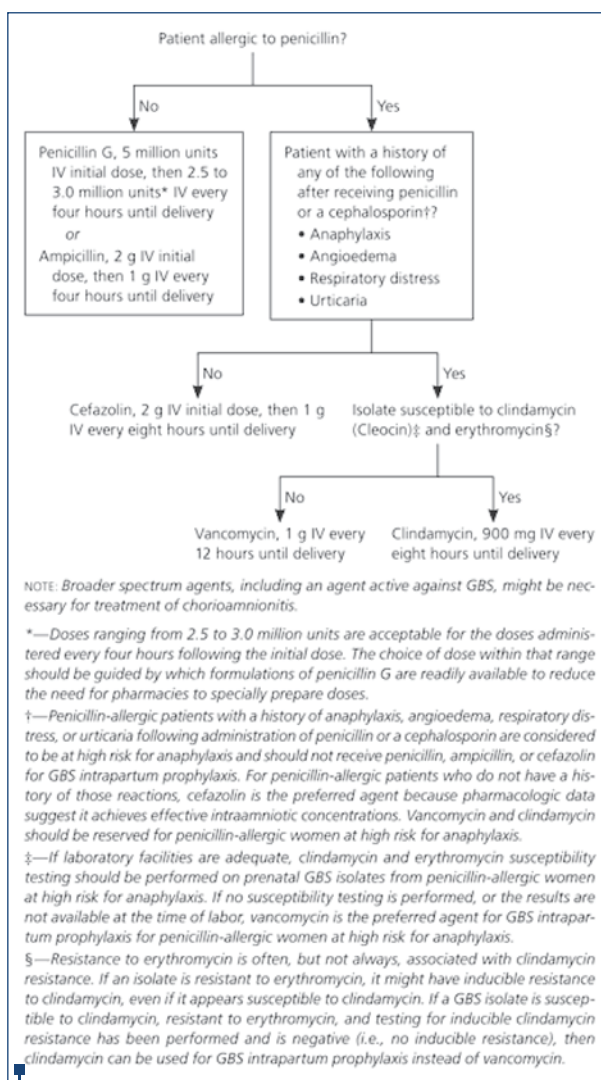 Patient allergic to penicillin?
No
Yes
Penicillin G, 5 million units
IV initial dose, then 2.5 to
3.0 million units* IV every
four hours until delivery
or
Ampicillin, 2 g IV initial
dose, then 1 g IV every
four hours until delivery
Patient with a history of
any of the following
after receiving penicillin
or a cephalosporin†?
• Anaphylaxis
• Angioedema
• Respiratory distress
• Urticaria
No
Yes
Cefazolin, 2 g IV initial dose, then 1 g
IV every eight hours until delivery
Isolate susceptible to clindamycin
(Cleocin)‡ and erythromycin§?
No
Yes
Vancomycin, 1 g IV every
12 hours until delivery
Clindamycin, 900 mg IV every
eight hours until delivery
NOTE: Broader spectrum agents, including an agent active against GBS, might be nec-
essary for treatment of chorioamnionitis.
*—Doses ranging from 2.5 to 3.0 million units are acceptable for the doses adminis-
tered every four hours following the initial dose. The choice of dose within that range
should be guided by which formulations of penicillin G are readily available to reduce
the need for pharmacies to specially prepare doses.
†—Penicillin-allergic patients with a history of anaphylaxis, angioedema, respiratory dis-
tress, or urticaria following administration of penicillin or a cephalosporin are considered
to be at high risk for anaphylaxis and should not receive penicillin, ampicillin, or cefazolin
for GBS intrapartum prophylaxis. For penicillin-allergic patients who do not have a his-
tory of those reactions, cefazolin is the preferred agent because pharmacologic data
suggest it achieves effective intraamniotic concentrations. Vancomycin and clindamycin
should be reserved for penicillin-allergic women at high risk for anaphylaxis.
‡—If laboratory facilities are adequate, clindamycin and erythromycin susceptibility
testing should be performed on prenatal GBS isolates from penicillin-allergic women
at high risk for anaphylaxis. If no susceptibility testing is performed, or the results are
not available at the time of labor, vancomycin is the preferred agent for GBS intrapar-
tum prophylaxis for penicillin-allergic women at high risk for anaphylaxis.
§—Resistance to erythromycin is often, but not always, associated with clindamycin
resistance. If an isolate is resistant to erythromycin, it might have inducible resistance
to clindamycin, even if it appears susceptible to clindamycin. If a GBS isolate is suscep-
tible to clindamycin, resistant to erythromycin, and testing for inducible clindamycin
resistance has been performed and is negative (i.e., no inducible resistance), then
clindamycin can be used for GBS intrapartum prophylaxis instead of vancomycin.